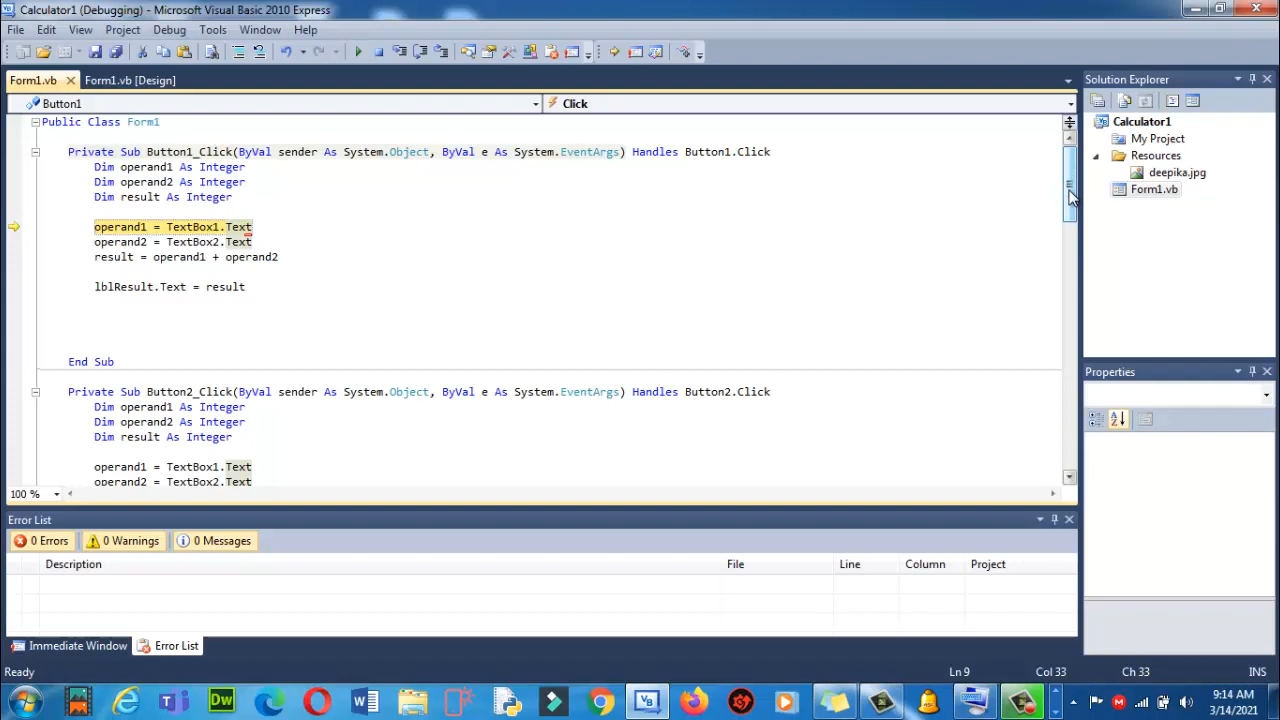 Calculator1 (Debugging) - Microsoft Visual Basic 2010 Express
File Edit View Project Debug Tools Window Help
Form1.vb Form1.vb [Design]
Button1 Click
Public Class Form1
Private Sub Button1_Click(ByVal sender As System.Object, ByVal e As System.EventArgs) Handles Button1.Click
Dim operand1 As Integer
Dim operand2 As Integer
Dim result As Integer
operand1 = TextBox1.Text
operand2 = TextBox2.Text
result = operand1 + operand2
lblResult.Text = result
End Sub
Private Sub Button2_Click(ByVal sender As System.Object, ByVal e As System.EventArgs) Handles Button2.Click
Dim operand1 As Integer
Dim operand2 As Integer
Dim result As Integer
operand1 = TextBox1.Text
operand2 = TextBox2.Text
100 %
Solution Explorer
Calculator1
My Project
Resources
deepika.jpg
Form1.vb
Properties
Error List
0 Errors 0 Warnings 0 Messages
Description File Line Column Project
Immediate Window Error List
Ready Ln 9 Col 33 Ch 33 INS
9:14 AM
3/14/2021